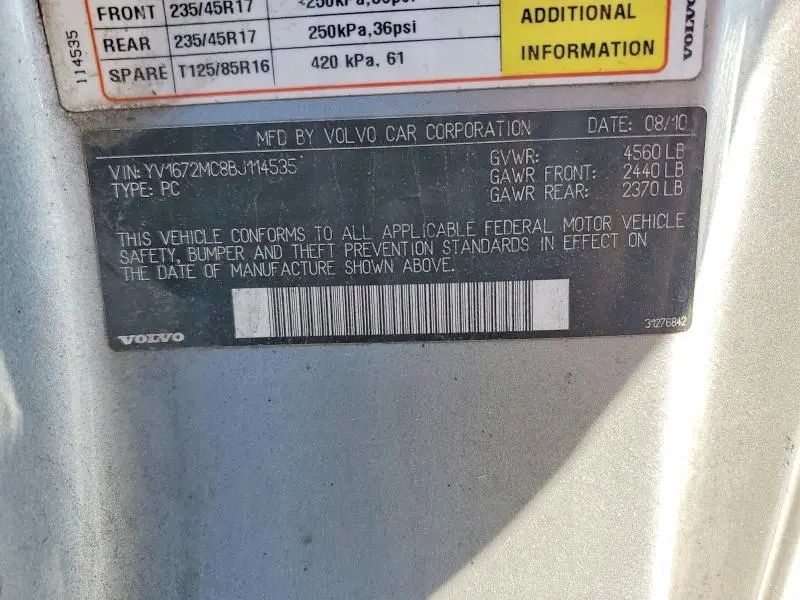 FRONT 235/45R17 250kPa,36psi
REAR 235/45R17 250kPa,36psi
SPARE T125/85R16 420 kPa, 61
ADDITIONAL
INFORMATION
VOLVO
114535
MFD BY VOLVO CAR CORPORATION DATE: 08/10
VIN: YV1672MC8BJ114535
TYPE: PC
GVWR: 4560 LB
GAWR FRONT: 2440 LB
GAWR REAR: 2370 LB
THIS VEHICLE CONFORMS TO ALL APPLICABLE FEDERAL MOTOR VEHICLE
SAFETY, BUMPER AND THEFT PREVENTION STANDARDS IN EFFECT ON
THE DATE OF MANUFACTURE SHOWN ABOVE.
VOLVO
31276842